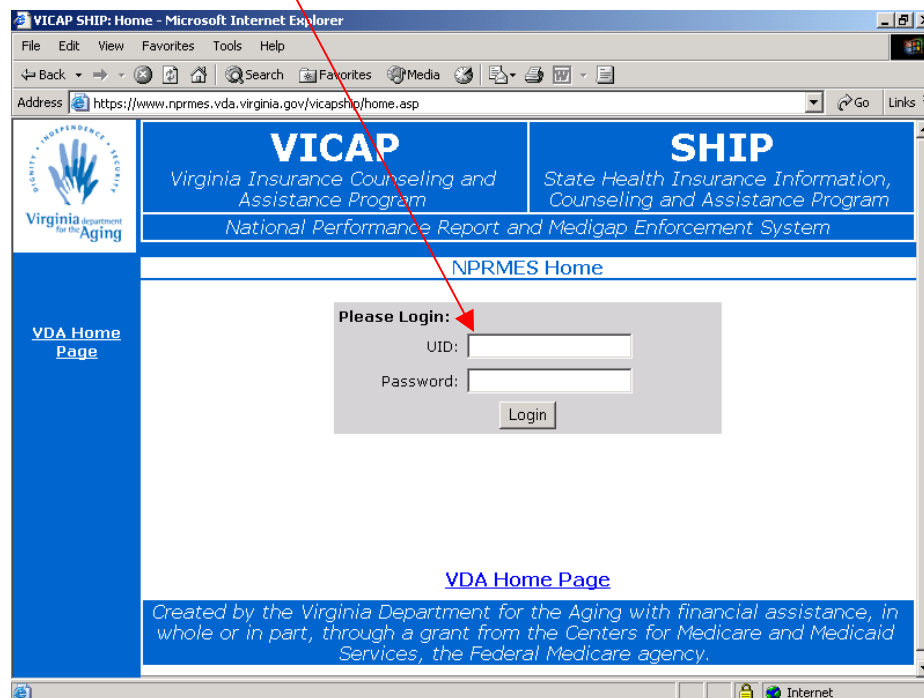 VICAP SHIP: Home - Microsoft Internet Explorer
File Edit View Favorites Tools Help
Back Search Favorites Media
Address https://www.nprmes.vda.virginia.gov/vicapship/home.asp Go Links
DIGNITY · INDEPENDENCE · SECURITY
Virginia department
for the Aging
VICAP
Virginia Insurance Counseling and
Assistance Program
SHIP
State Health Insurance Information,
Counseling and Assistance Program
National Performance Report and Medigap Enforcement System
NPRMES Home
VDA Home
Page
Please Login:
UID:
Password:
Login
VDA Home Page
Created by the Virginia Department for the Aging with financial assistance, in
whole or in part, through a grant from the Centers for Medicare and Medicaid
Services, the Federal Medicare agency.
Internet